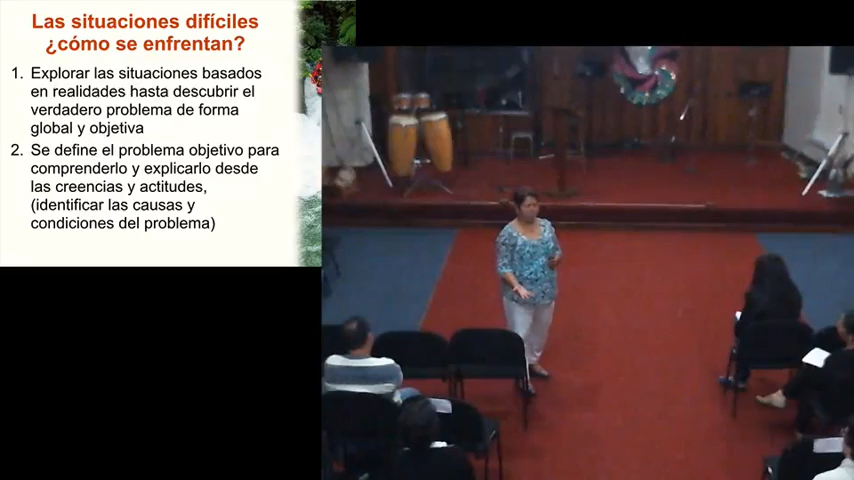 Las situaciones difíciles
¿cómo se enfrentan?
1. Explorar las situaciones basados
en realidades hasta descubrir el
verdadero problema de forma
global y objetiva
2. Se define el problema objetivo para
comprenderlo y explicarlo desde
las creencias y actitudes,
(identificar las causas y
condiciones del problema)